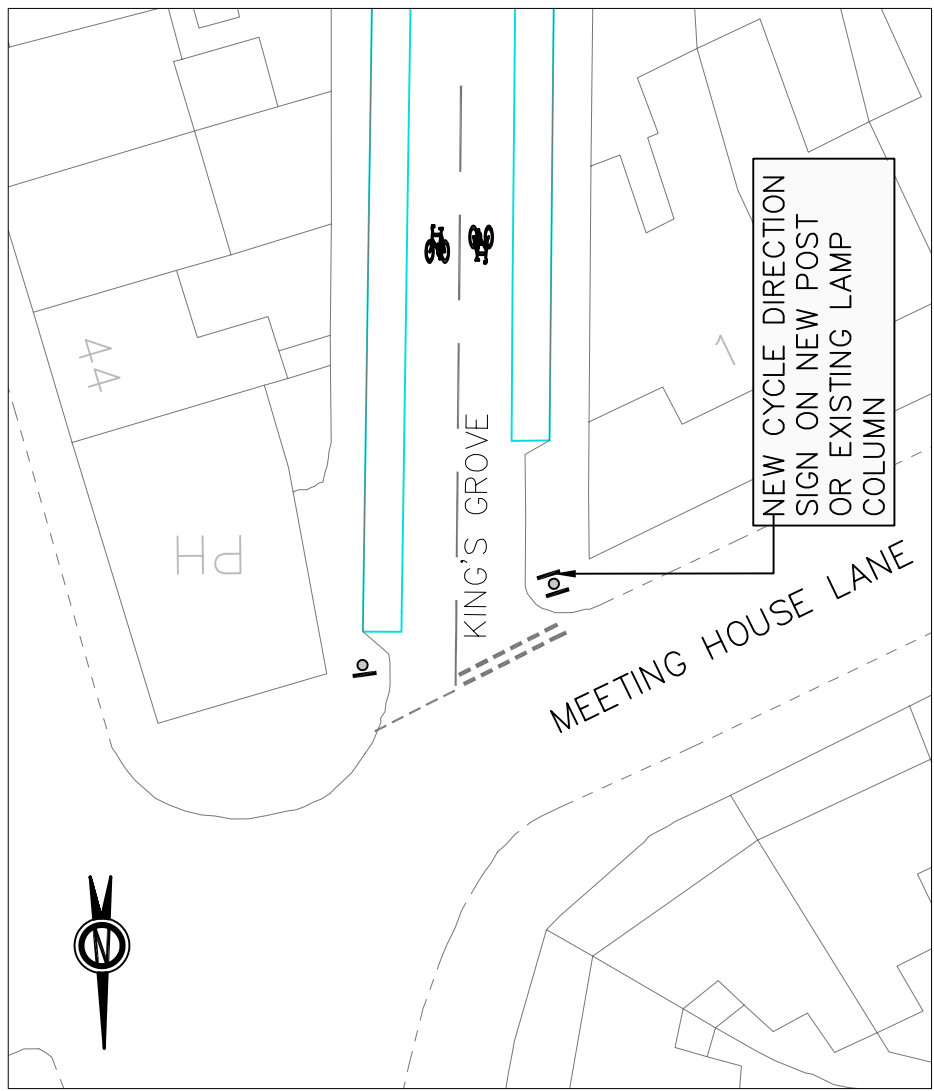 44
PH
1
KING'S GROVE
NEW CYCLE DIRECTION
SIGN ON NEW POST
OR EXISTING LAMP
COLUMN
MEETING HOUSE LANE
N